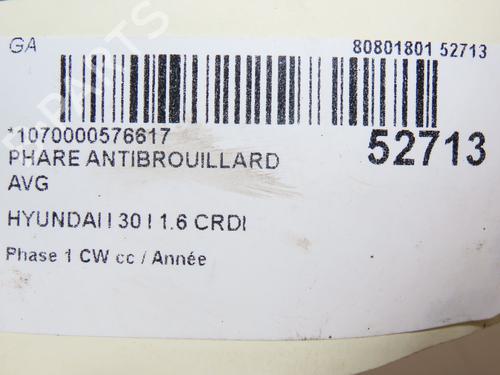 GA
80801801 52713
*1070000576617
52713
PHARE ANTIBROUILLARD
AVG
HYUNDAI I 30 I 1.6 CRDI
Phase 1 CW cc / Année